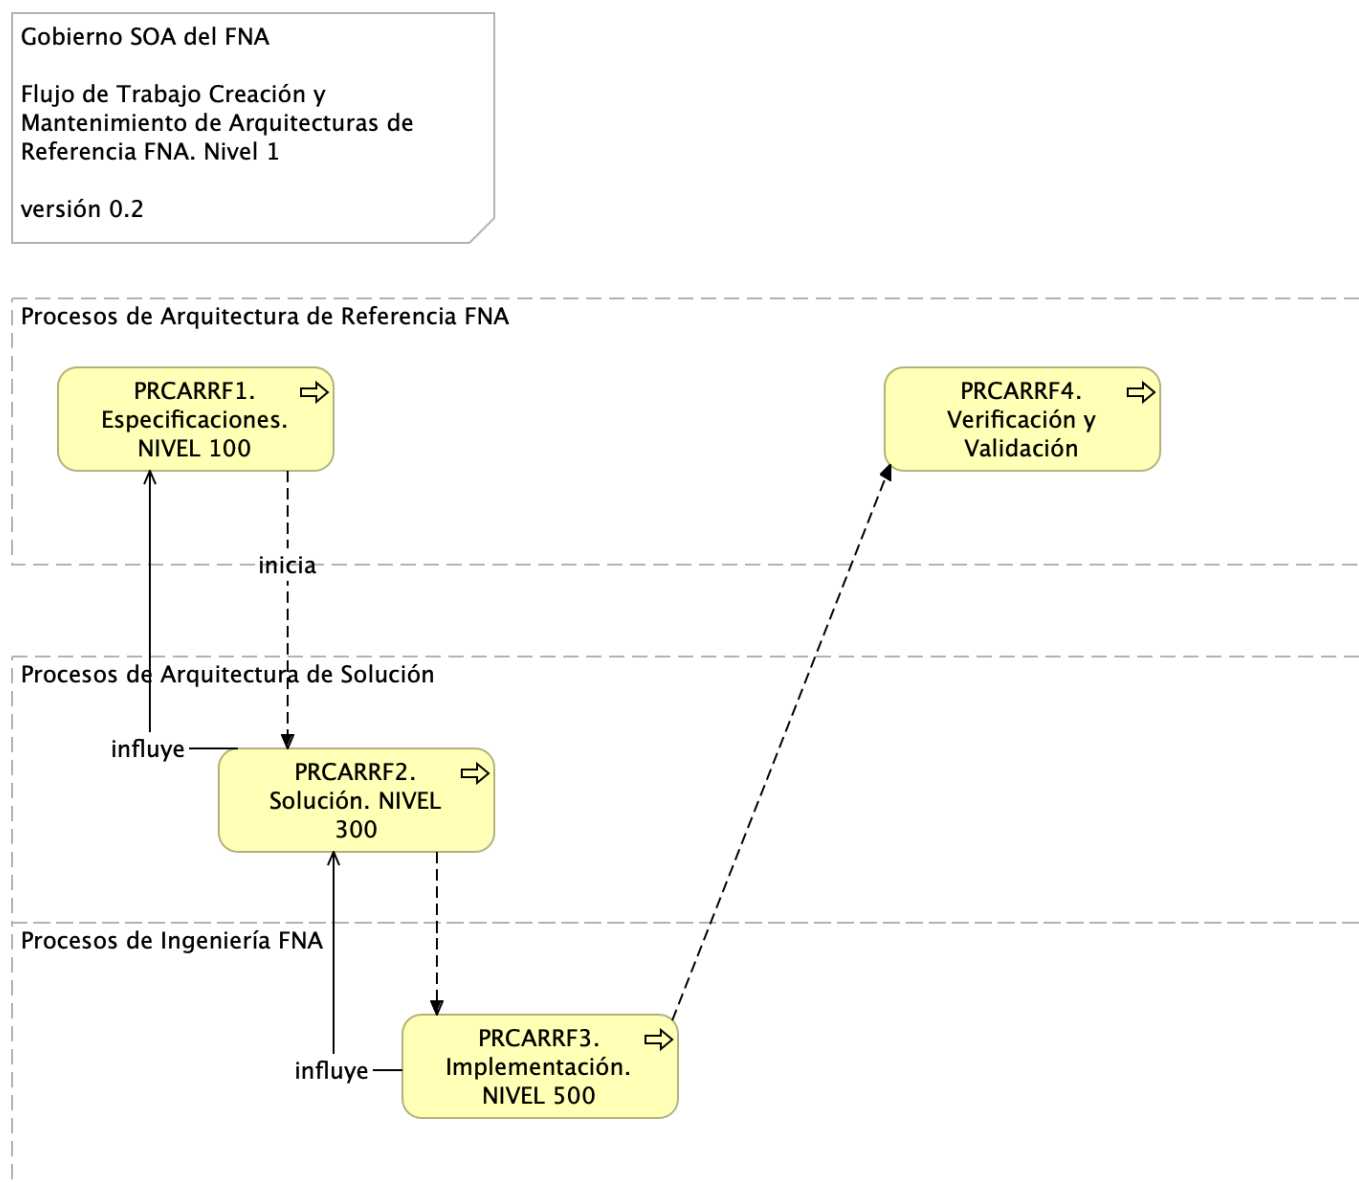 Gobierno SOA del FNA
Flujo de Trabajo Creación y
Mantenimiento de Arquitecturas de
Referencia FNA. Nivel 1
versión 0.2
Procesos de Arquitectura de Referencia FNA
PRCARRF1.
Especificaciones.
NIVEL 100
PRCARRF4.
Verificación y
Validación
inicia
Procesos de Arquitectura de Solución
influye
PRCARRF2.
Solución. NIVEL
300
Procesos de Ingeniería FNA
influye
PRCARRF3.
Implementación.
NIVEL 500